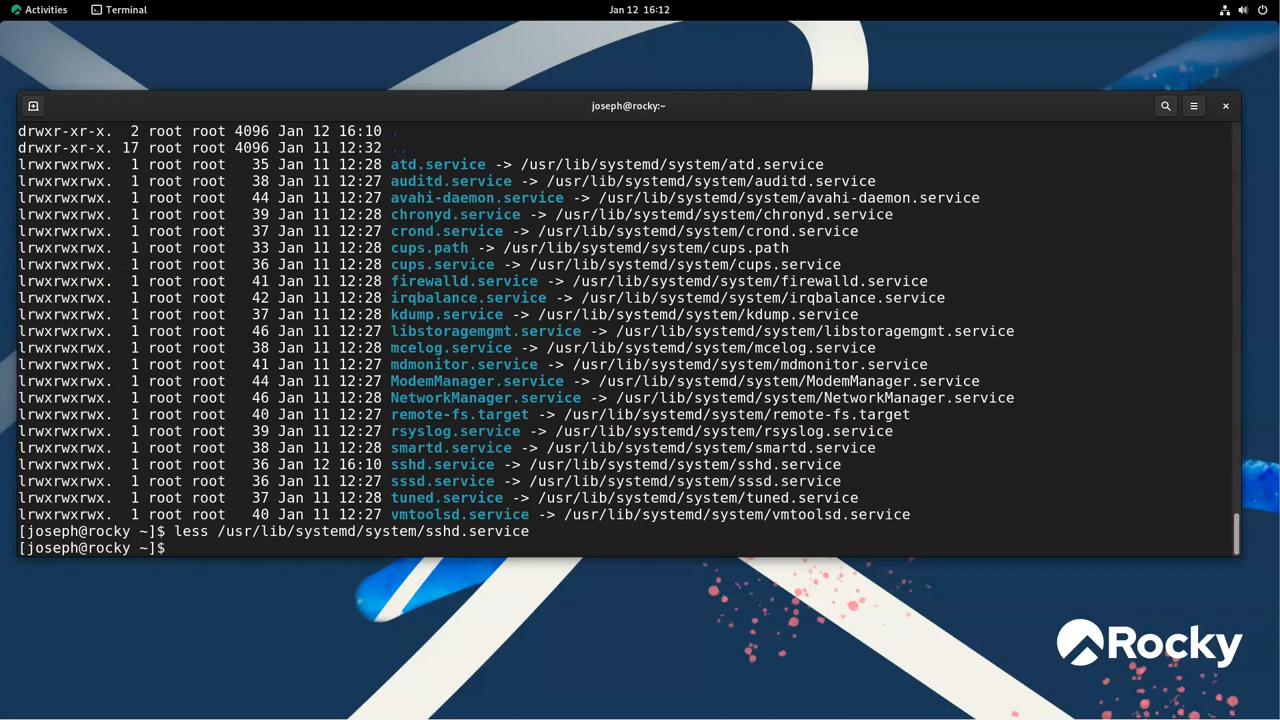 Activities Terminal Jan 12 16:12
joseph@rocky:~
drwxr-xr-x. 2 root root 4096 Jan 12 16:10 .
drwxr-xr-x. 17 root root 4096 Jan 11 12:32 ..
lrwxrwxrwx. 1 root root 35 Jan 11 12:28 atd.service -> /usr/lib/systemd/system/atd.service
lrwxrwxrwx. 1 root root 38 Jan 11 12:27 auditd.service -> /usr/lib/systemd/system/auditd.service
lrwxrwxrwx. 1 root root 44 Jan 11 12:27 avahi-daemon.service -> /usr/lib/systemd/system/avahi-daemon.service
lrwxrwxrwx. 1 root root 39 Jan 11 12:28 chronyd.service -> /usr/lib/systemd/system/chronyd.service
lrwxrwxrwx. 1 root root 37 Jan 11 12:27 crond.service -> /usr/lib/systemd/system/crond.service
lrwxrwxrwx. 1 root root 33 Jan 11 12:28 cups.path -> /usr/lib/systemd/system/cups.path
lrwxrwxrwx. 1 root root 36 Jan 11 12:28 cups.service -> /usr/lib/systemd/system/cups.service
lrwxrwxrwx. 1 root root 41 Jan 11 12:28 firewalld.service -> /usr/lib/systemd/system/firewalld.service
lrwxrwxrwx. 1 root root 42 Jan 11 12:28 irqbalance.service -> /usr/lib/systemd/system/irqbalance.service
lrwxrwxrwx. 1 root root 37 Jan 11 12:28 kdump.service -> /usr/lib/systemd/system/kdump.service
lrwxrwxrwx. 1 root root 46 Jan 11 12:27 libstoragemgmt.service -> /usr/lib/systemd/system/libstoragemgmt.service
lrwxrwxrwx. 1 root root 38 Jan 11 12:28 mcelog.service -> /usr/lib/systemd/system/mcelog.service
lrwxrwxrwx. 1 root root 41 Jan 11 12:27 mdmonitor.service -> /usr/lib/systemd/system/mdmonitor.service
lrwxrwxrwx. 1 root root 44 Jan 11 12:27 ModemManager.service -> /usr/lib/systemd/system/ModemManager.service
lrwxrwxrwx. 1 root root 46 Jan 11 12:28 NetworkManager.service -> /usr/lib/systemd/system/NetworkManager.service
lrwxrwxrwx. 1 root root 40 Jan 11 12:27 remote-fs.target -> /usr/lib/systemd/system/remote-fs.target
lrwxrwxrwx. 1 root root 39 Jan 11 12:27 rsyslog.service -> /usr/lib/systemd/system/rsyslog.service
lrwxrwxrwx. 1 root root 38 Jan 11 12:28 smartd.service -> /usr/lib/systemd/system/smartd.service
lrwxrwxrwx. 1 root root 36 Jan 12 16:10 sshd.service -> /usr/lib/systemd/system/sshd.service
lrwxrwxrwx. 1 root root 36 Jan 11 12:27 sssd.service -> /usr/lib/systemd/system/sssd.service
lrwxrwxrwx. 1 root root 37 Jan 11 12:28 tuned.service -> /usr/lib/systemd/system/tuned.service
lrwxrwxrwx. 1 root root 40 Jan 11 12:27 vmtoolsd.service -> /usr/lib/systemd/system/vmtoolsd.service
[joseph@rocky ~]$ less /usr/lib/systemd/system/sshd.service
[joseph@rocky ~]$
Rocky